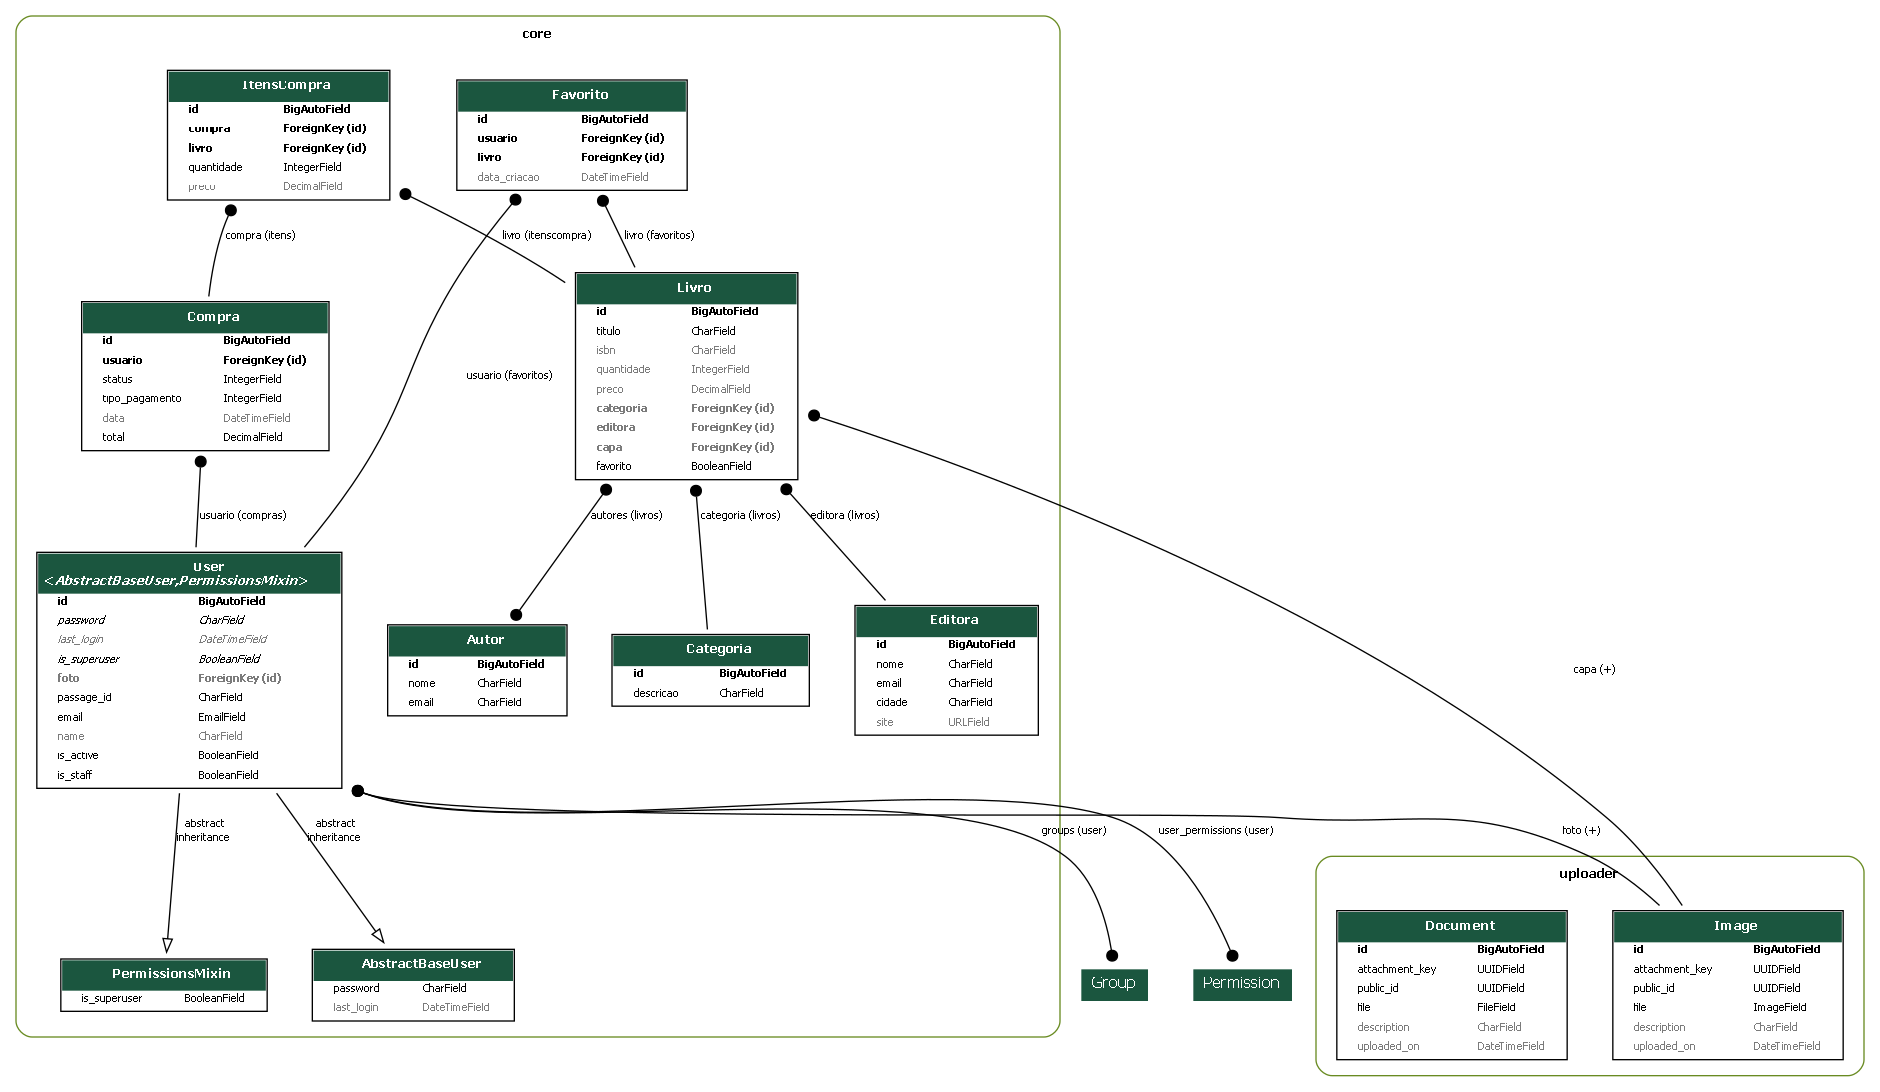 core
ItensCompra
id BigAutoField
compra ForeignKey (id)
livro ForeignKey (id)
quantidade IntegerField
preco DecimalField
Favorito
id BigAutoField
usuario ForeignKey (id)
livro ForeignKey (id)
data_criacao DateTimeField
compra (itens)
livro (itenscompra)
livro (favoritos)
Livro
id BigAutoField
titulo CharField
isbn CharField
quantidade IntegerField
preco DecimalField
categoria ForeignKey (id)
editora ForeignKey (id)
capa ForeignKey (id)
favorito BooleanField
Compra
id BigAutoField
usuario ForeignKey (id)
status IntegerField
tipo_pagamento IntegerField
data DateTimeField
total DecimalField
usuario (favoritos)
usuario (compras)
autores (livros)
categoria (livros)
editora (livros)
User
<AbstractBaseUser,PermissionsMixin>
id BigAutoField
password CharField
last_login DateTimeField
is_superuser BooleanField
foto ForeignKey (id)
passage_id CharField
email EmailField
name CharField
is_active BooleanField
is_staff BooleanField
Autor
id BigAutoField
nome CharField
email CharField
Categoria
id BigAutoField
descricao CharField
Editora
id BigAutoField
nome CharField
email CharField
cidade CharField
site URLField
capa (+)
abstract
inheritance
abstract
inheritance
groups (user)
user_permissions (user)
foto (+)
PermissionsMixin
is_superuser BooleanField
AbstractBaseUser
password CharField
last_login DateTimeField
Group
Permission
uploader
Document
id BigAutoField
attachment_key UUIDField
public_id UUIDField
file FileField
description CharField
uploaded_on DateTimeField
Image
id BigAutoField
attachment_key UUIDField
public_id UUIDField
file ImageField
description CharField
uploaded_on DateTimeField